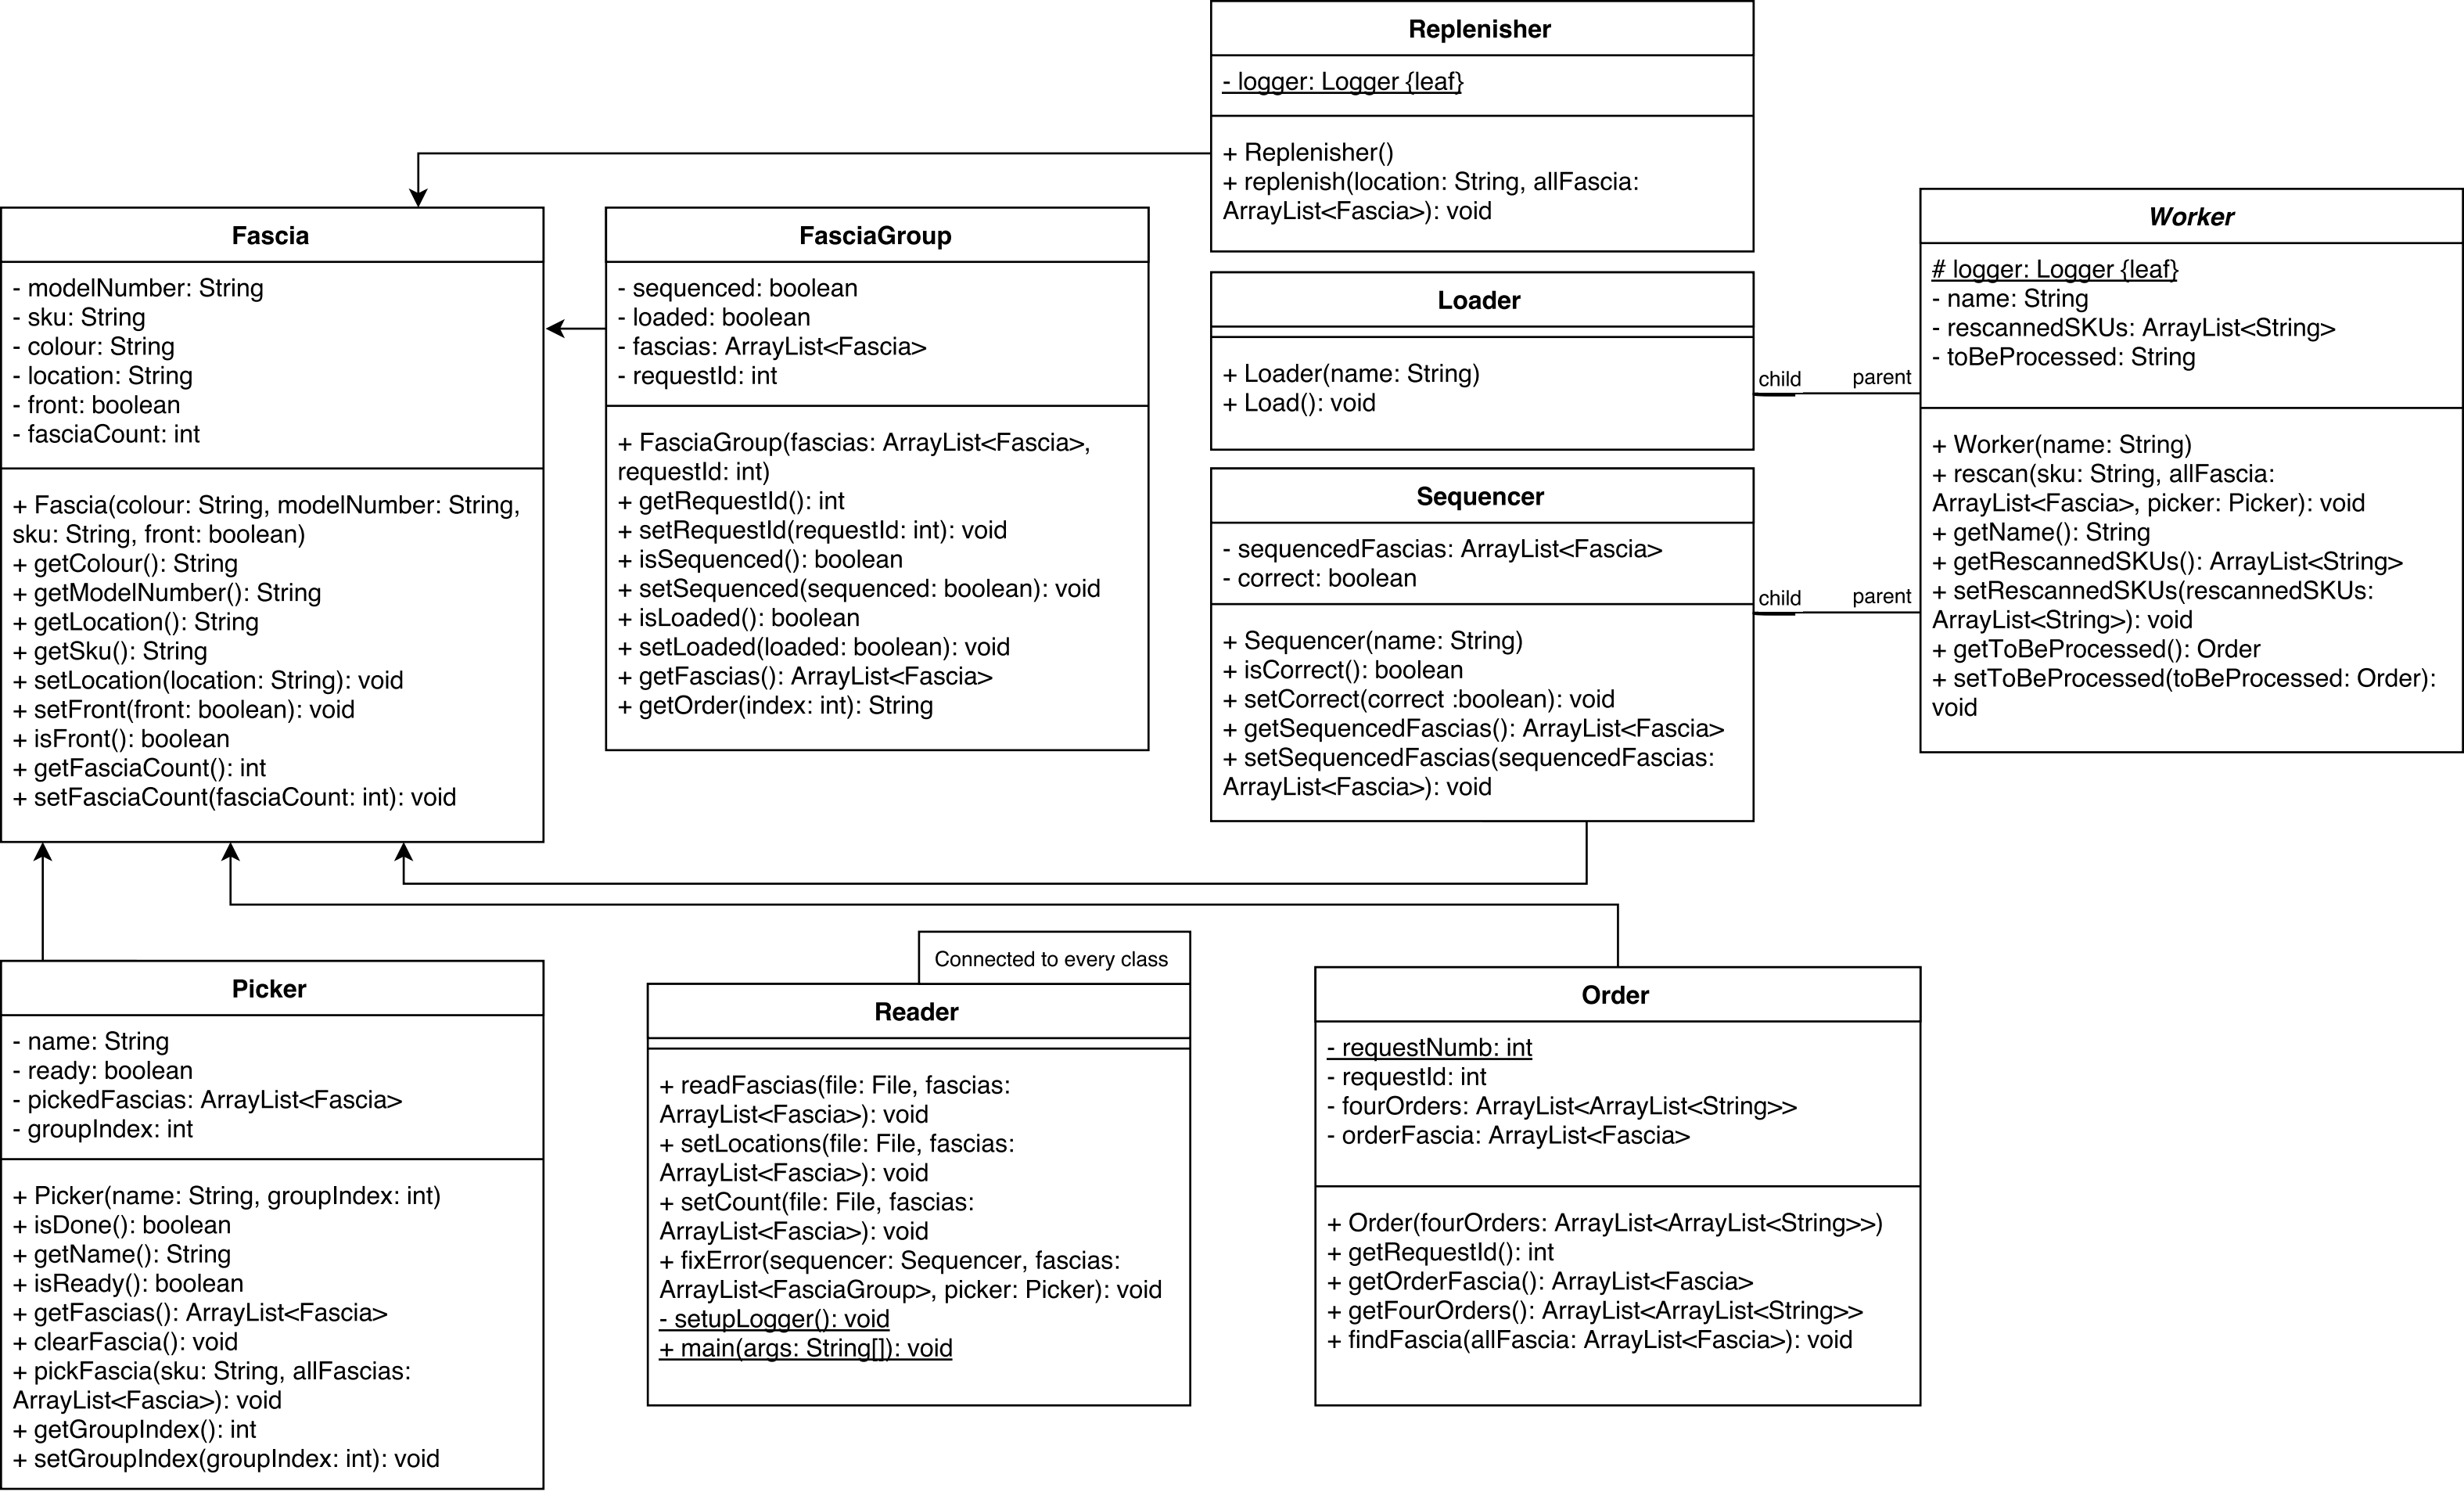 Replenisher
- logger: Logger {leaf}
+ Replenisher()
+ replenish(location: String, allFascia:
ArrayList<Fascia>): void
Fascia
- modelNumber: String
- sku: String
- colour: String
- location: String
- front: boolean
- fasciaCount: int
+ Fascia(colour: String, modelNumber: String,
sku: String, front: boolean)
+ getColour(): String
+ getModelNumber(): String
+ getLocation(): String
+ getSku(): String
+ setLocation(location: String): void
+ setFront(front: boolean): void
+ isFront(): boolean
+ getFasciaCount(): int
+ setFasciaCount(fasciaCount: int): void
FasciaGroup
- sequenced: boolean
- loaded: boolean
- fascias: ArrayList<Fascia>
- requestId: int
+ FasciaGroup(fascias: ArrayList<Fascia>,
requestId: int)
+ getRequestId(): int
+ setRequestId(requestId: int): void
+ isSequenced(): boolean
+ setSequenced(sequenced: boolean): void
+ isLoaded(): boolean
+ setLoaded(loaded: boolean): void
+ getFascias(): ArrayList<Fascia>
+ getOrder(index: int): String
Loader
+ Loader(name: String)
+ Load(): void
child
parent
Sequencer
- sequencedFascias: ArrayList<Fascia>
- correct: boolean
+ Sequencer(name: String)
+ isCorrect(): boolean
+ setCorrect(correct :boolean): void
+ getSequencedFascias(): ArrayList<Fascia>
+ setSequencedFascias(sequencedFascias:
ArrayList<Fascia>): void
child
parent
Worker
# logger: Logger {leaf}
- name: String
- rescannedSKUs: ArrayList<String>
- toBeProcessed: String
+ Worker(name: String)
+ rescan(sku: String, allFascia:
ArrayList<Fascia>, picker: Picker): void
+ getName(): String
+ getRescannedSKUs(): ArrayList<String>
+ setRescannedSKUs(rescannedSKUs:
ArrayList<String>): void
+ getToBeProcessed(): Order
+ setToBeProcessed(toBeProcessed: Order):
void
Picker
- name: String
- ready: boolean
- pickedFascias: ArrayList<Fascia>
- groupIndex: int
+ Picker(name: String, groupIndex: int)
+ isDone(): boolean
+ getName(): String
+ isReady(): boolean
+ getFascias(): ArrayList<Fascia>
+ clearFascia(): void
+ pickFascia(sku: String, allFascias:
ArrayList<Fascia>): void
+ getGroupIndex(): int
+ setGroupIndex(groupIndex: int): void
Connected to every class
Reader
+ readFascias(file: File, fascias:
ArrayList<Fascia>): void
+ setLocations(file: File, fascias:
ArrayList<Fascia>): void
+ setCount(file: File, fascias:
ArrayList<Fascia>): void
+ fixError(sequencer: Sequencer, fascias:
ArrayList<FasciaGroup>, picker: Picker): void
- setupLogger(): void
+ main(args: String[]): void
Order
- requestNumb: int
- requestId: int
- fourOrders: ArrayList<ArrayList<String>>
- orderFascia: ArrayList<Fascia>
+ Order(fourOrders: ArrayList<ArrayList<String>>)
+ getRequestId(): int
+ getOrderFascia(): ArrayList<Fascia>
+ getFourOrders(): ArrayList<ArrayList<String>>
+ findFascia(allFascia: ArrayList<Fascia>): void